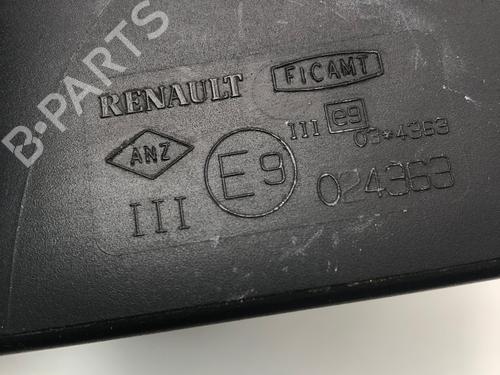 B-PARTS
RENAULT FICAMT
ANZ III e9 03*4363
III E9 024363